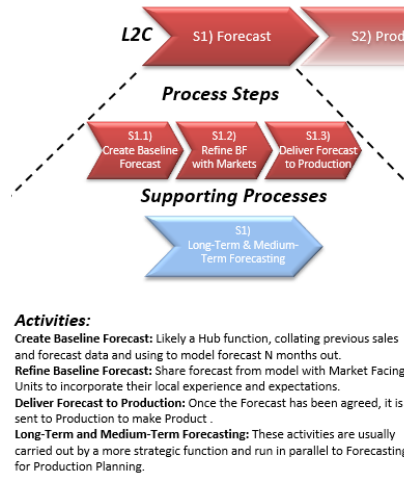 L2C
S1) Forecast
S2) Prod
Process Steps
S1.1)
Create Baseline
Forecast
S1.2)
Refine BF
with Markets
S1.3)
Deliver Forecast
to Production
Supporting Processes
S1)
Long-Term & Medium-
Term Forecasting
Activities:
Create Baseline Forecast: Likely a Hub function, collating previous sales
and forecast data and using to model forecast N months out.
Refine Baseline Forecast: Share forecast from model with Market Facing
Units to incorporate their local experience and expectations.
Deliver Forecast to Production: Once the Forecast has been agreed, it is
sent to Production to make Product .
Long-Term and Medium-Term Forecasting: These activities are usually
carried out by a more strategic function and run in parallel to Forecasting
for Production Planning.